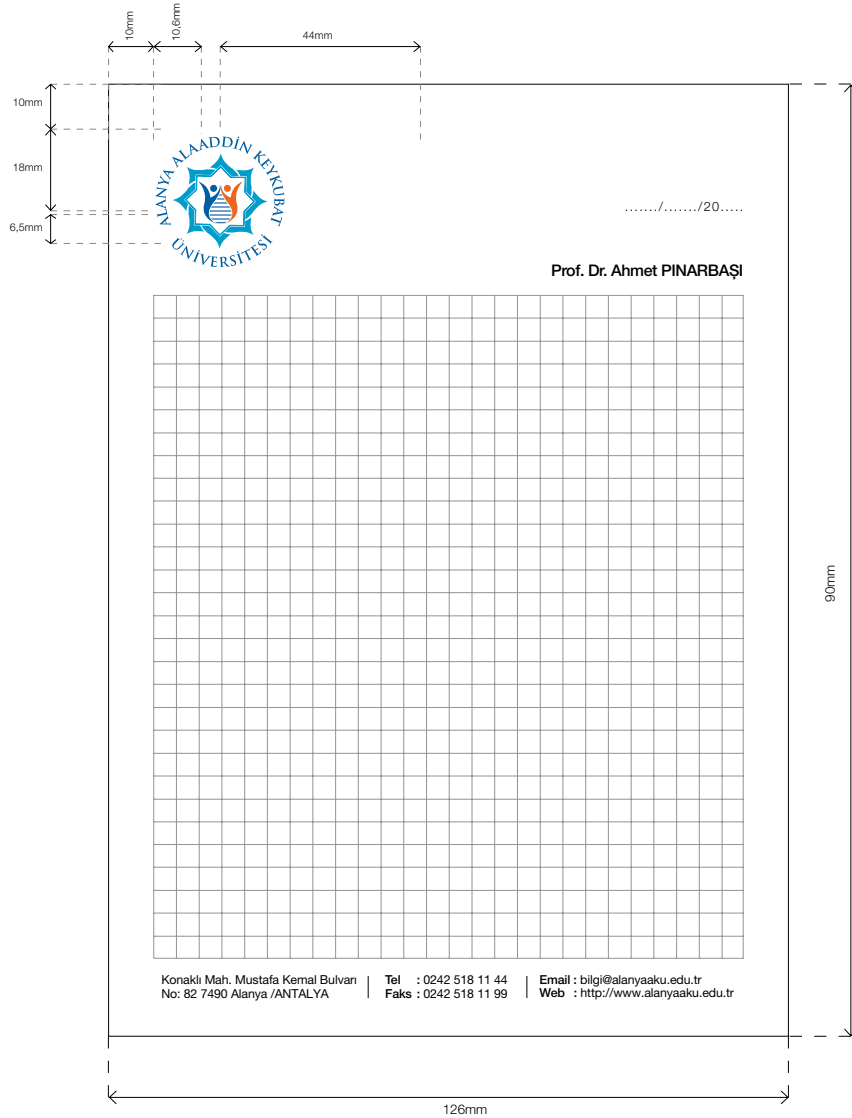 10mm
10,6mm
44mm
10mm
18mm
6,5mm
ALANYA ALAADDİN KEYKUBAT
ÜNİVERSİTESİ
......./......./20.....
Prof. Dr. Ahmet PINARBAŞI
90mm
Konaklı Mah. Mustafa Kemal Bulvarı
No: 82 7490 Alanya /ANTALYA
Tel : 0242 518 11 44
Faks : 0242 518 11 99
Email : bilgi@alanyaaku.edu.tr
Web : http://www.alanyaaku.edu.tr
126mm